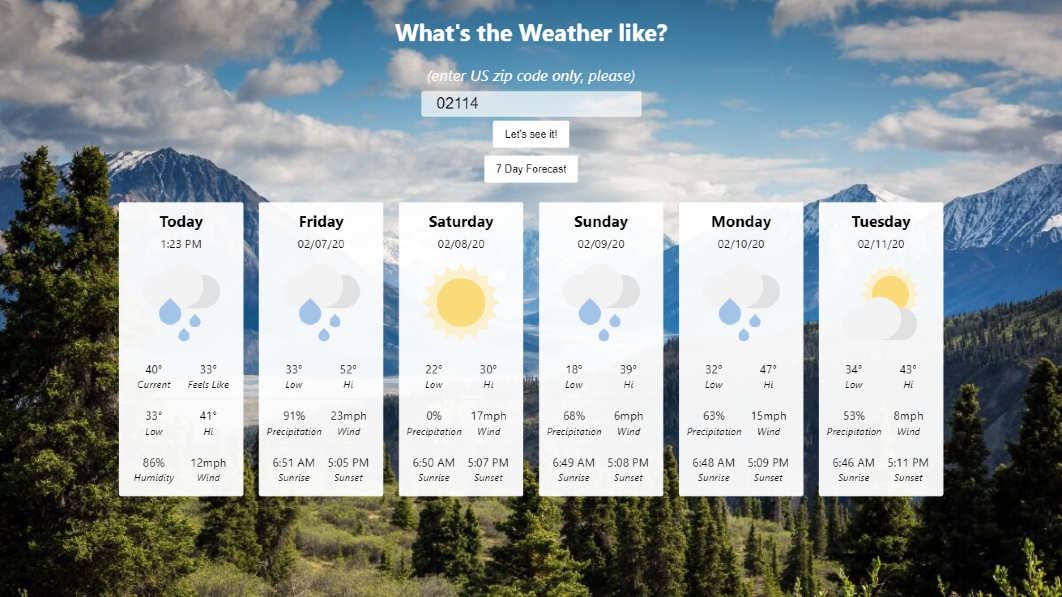 What's the Weather like?
(enter US zip code only, please)
02114
Let's see it!
7 Day Forecast
Today
1:23 PM
40° 33°
Current Feels Like
33° 41°
Low Hi
86% 12mph
Humidity Wind
Friday
02/07/20
33° 52°
Low Hi
91% 23mph
Precipitation Wind
6:51 AM 5:05 PM
Sunrise Sunset
Saturday
02/08/20
22° 30°
Low Hi
0% 17mph
Precipitation Wind
6:50 AM 5:07 PM
Sunrise Sunset
Sunday
02/09/20
18° 39°
Low Hi
68% 6mph
Precipitation Wind
6:49 AM 5:08 PM
Sunrise Sunset
Monday
02/10/20
32° 47°
Low Hi
63% 15mph
Precipitation Wind
6:48 AM 5:09 PM
Sunrise Sunset
Tuesday
02/11/20
34° 43°
Low Hi
53% 8mph
Precipitation Wind
6:46 AM 5:11 PM
Sunrise Sunset